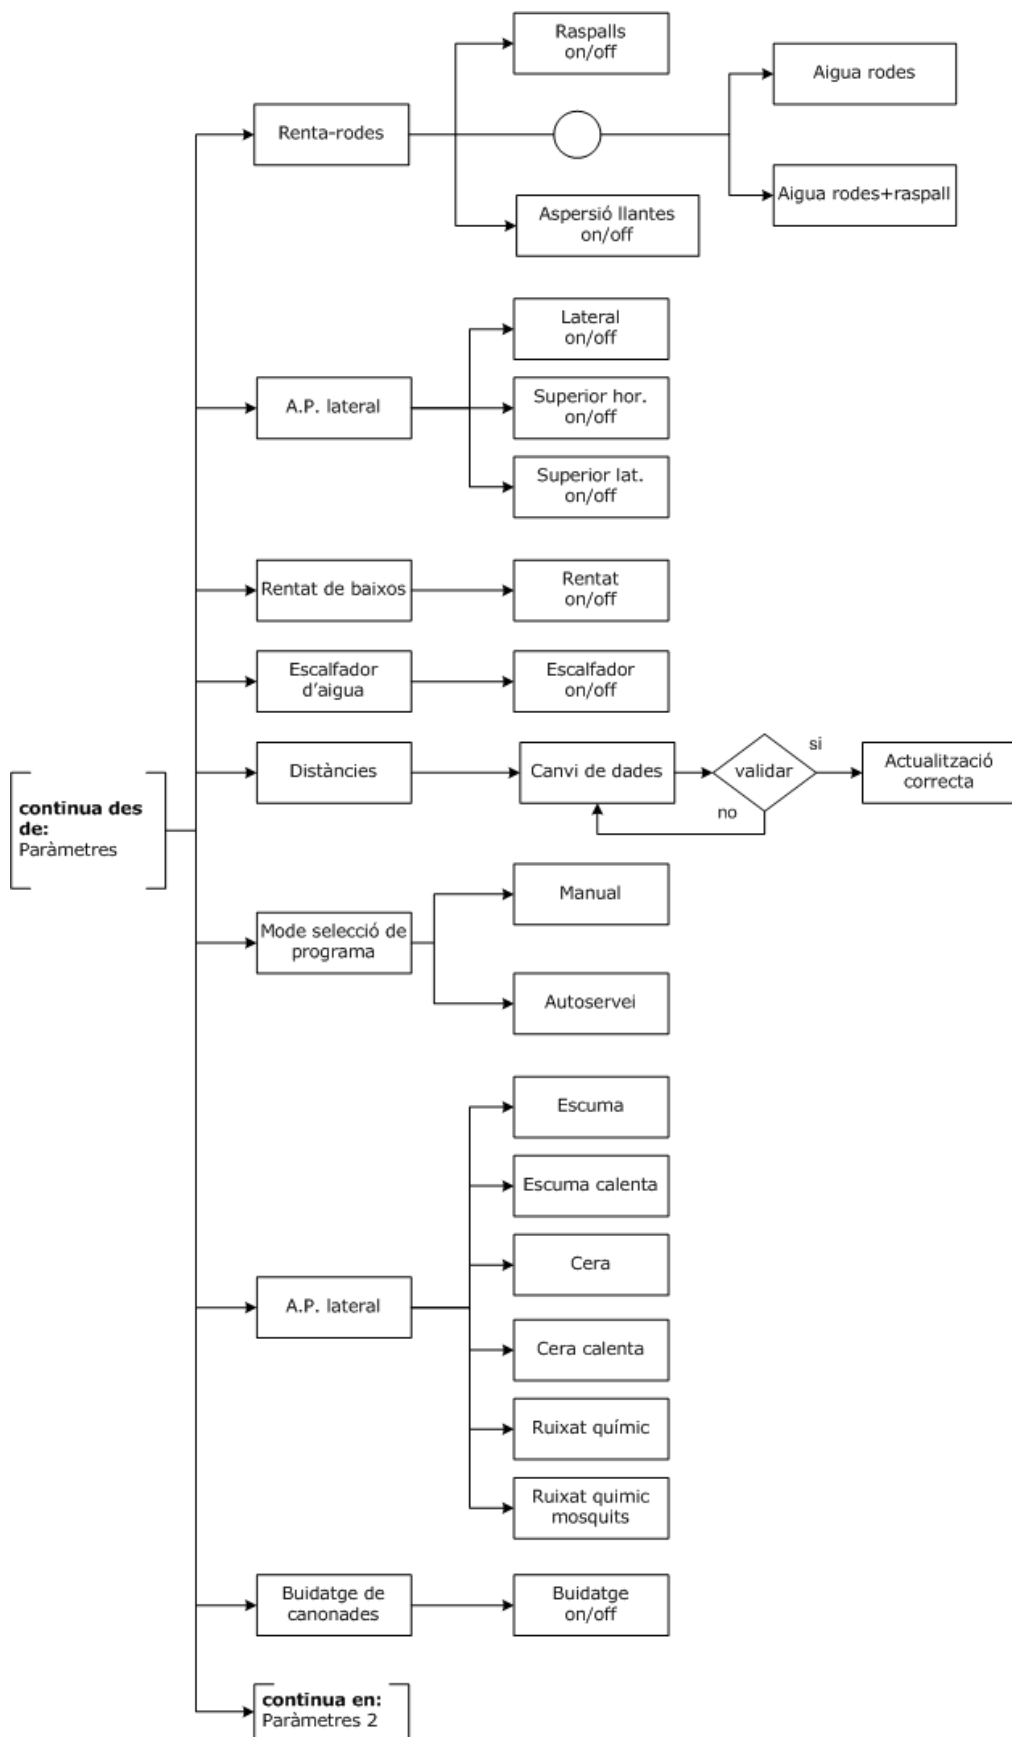 Raspalls
on/off
Aigua rodes
Renta-rodes
Aigua rodes+raspall
Aspersió llantes
on/off
Lateral
on/off
A.P. lateral
Superior hor.
on/off
Superior lat.
on/off
Rentat de baixos
Rentat
on/off
Escalfador
d'aigua
Escalfador
on/off
Distàncies
Canvi de dades
validar
si
no
Actualització
correcta
continua des
de:
Paràmetres
Manual
Mode selecció de
programa
Autoservei
Escuma
Escuma calenta
Cera
A.P. lateral
Cera calenta
Ruixat químic
Ruixat quimic
mosquits
Buidatge de
canonades
Buidatge
on/off
continua en:
Paràmetres 2